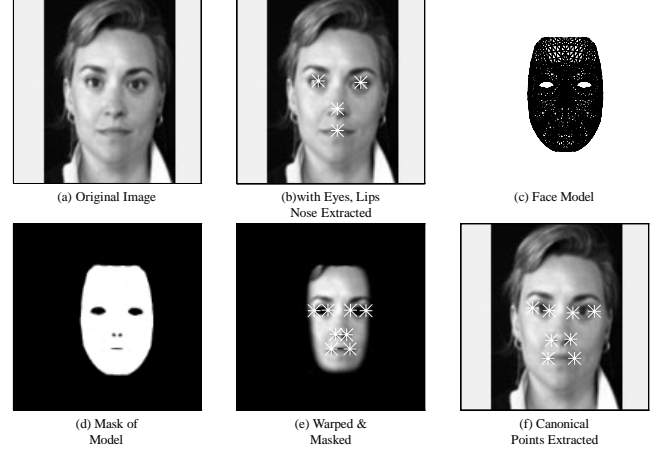 (a) Original Image
(b)with Eyes, Lips
Nose Extracted
(c) Face Model
(d) Mask of
Model
(e) Warped &
Masked
(f) Canonical
Points Extracted